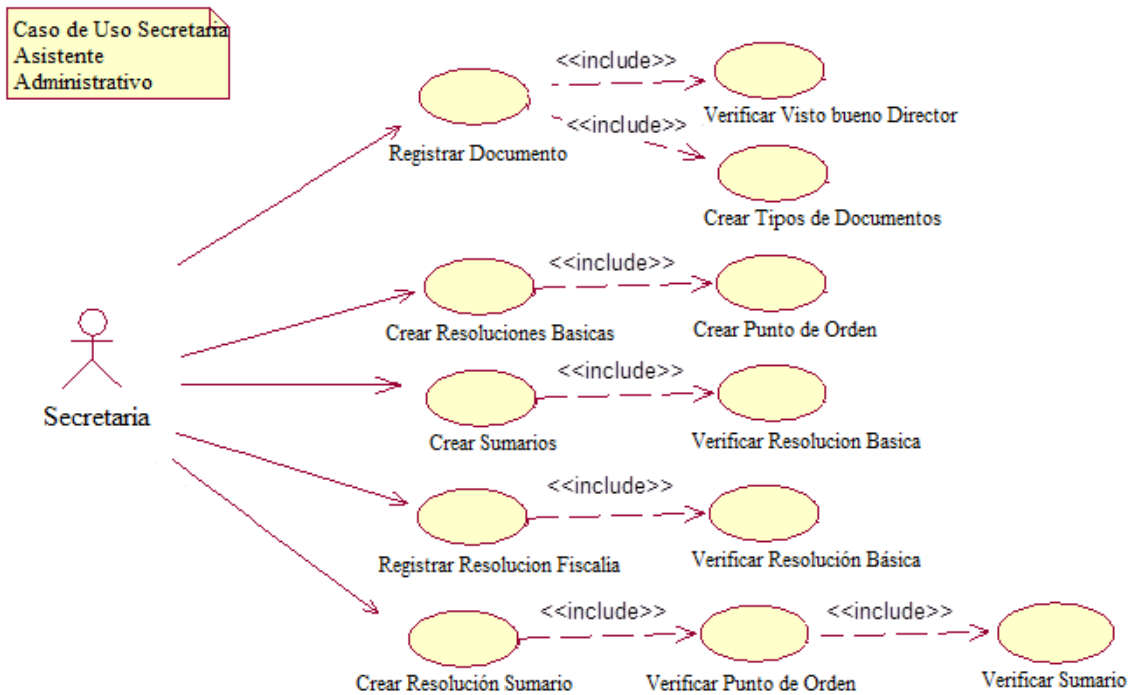 Caso de Uso Secretaria
Asistente
Administrativo
<<include>>
Verificar Visto bueno Director
<<include>>
Registrar Documento
Crear Tipos de Documentos
<<include>>
Crear Resoluciones Basicas
Crear Punto de Orden
<<include>>
Secretaria
Crear Sumarios
Verificar Resolucion Basica
<<include>>
Registrar Resolucion Fiscalia
Verificar Resolución Básica
<<include>>
<<include>>
Crear Resolución Sumario
Verificar Punto de Orden
Verificar Sumario